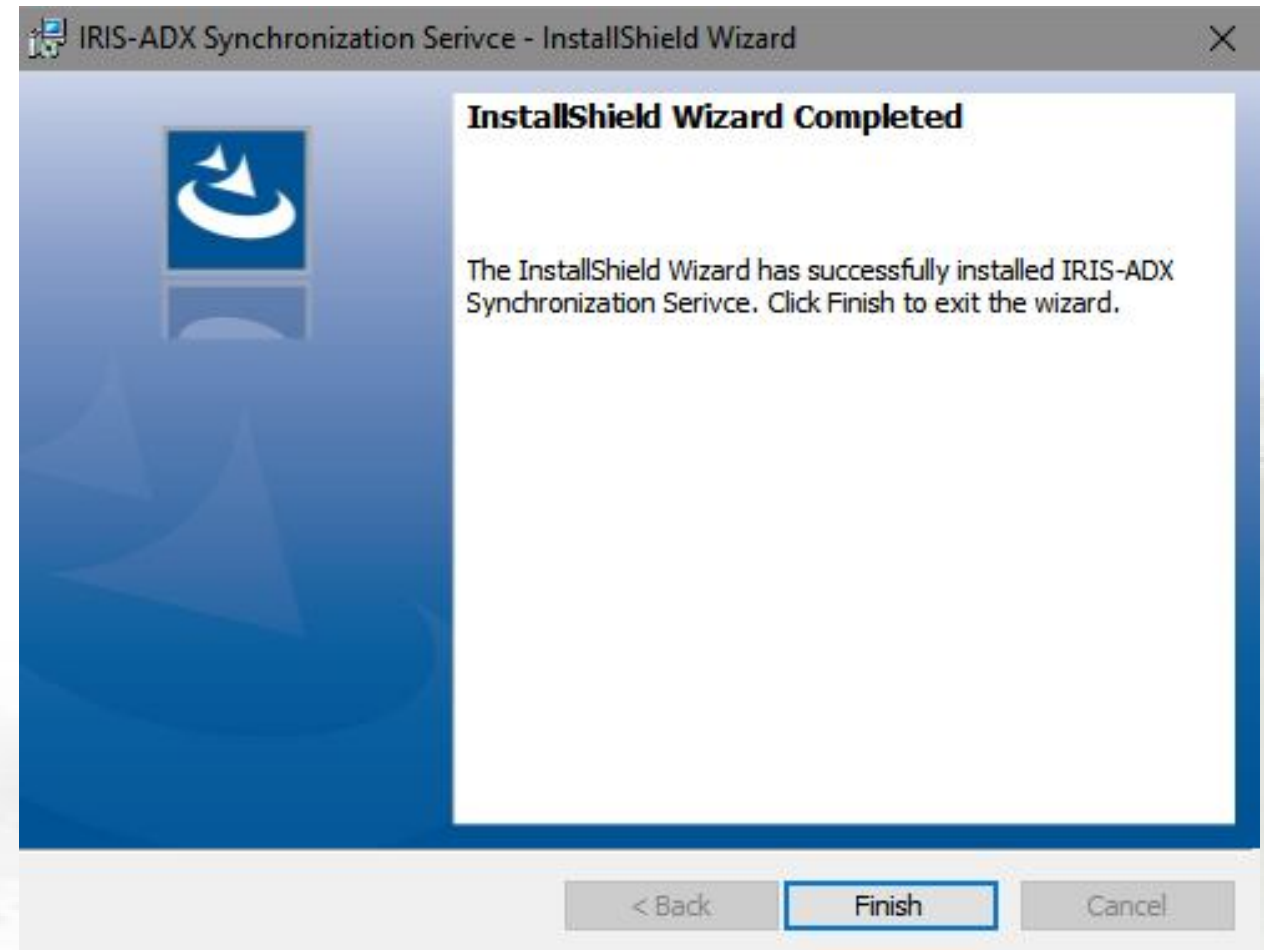 IRIS-ADX Synchronization Serivce - InstallShield Wizard
InstallShield Wizard Completed
The InstallShield Wizard has successfully installed IRIS-ADX
Synchronization Serivce. Click Finish to exit the wizard.
< Back
Finish
Cancel